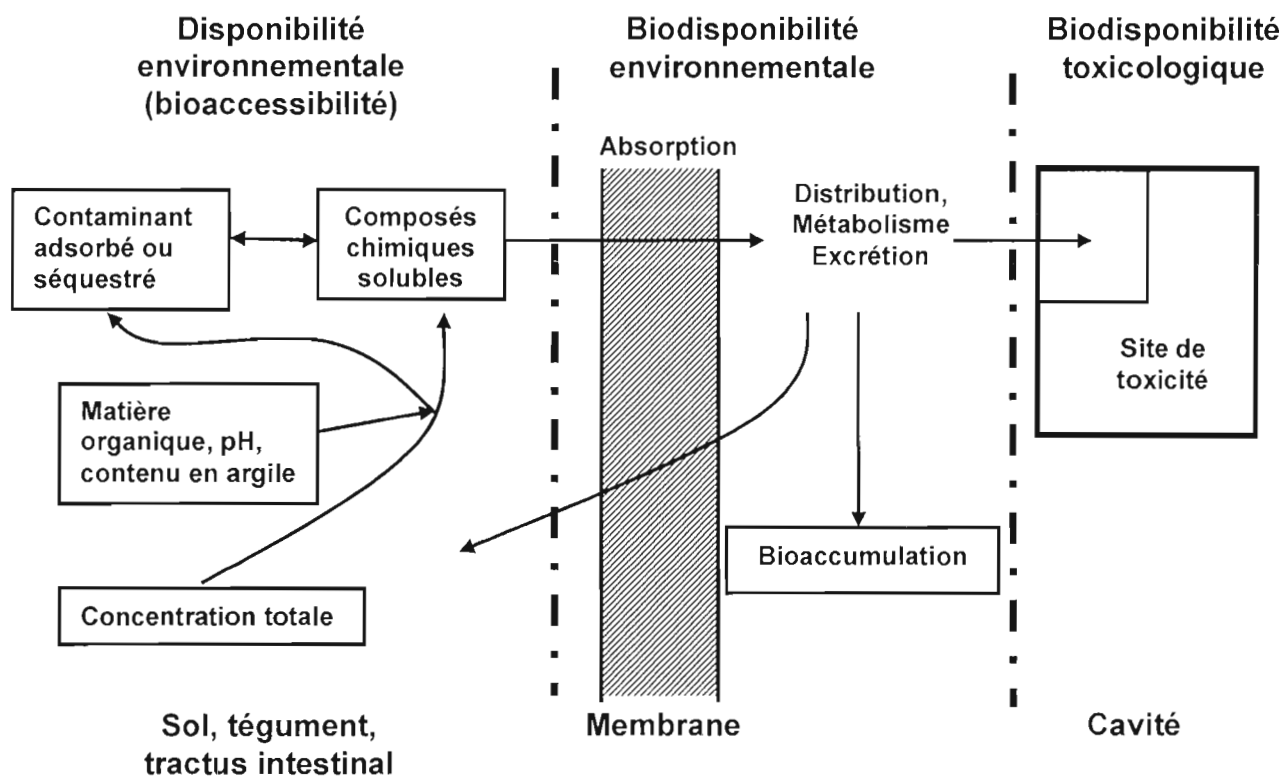 Disponibilité
environnementale
(bioaccessibilité)
Biodisponibilité
environnementale
Biodisponibilité
toxicologique
Absorption
Contaminant
adsorbé ou
séquestré
Composés
chimiques
solubles
Distribution,
Métabolisme
Excrétion
Site de
toxicité
Matière
organique, pH,
contenu en argile
Bioaccumulation
Concentration totale
Sol, tégument,
tractus intestinal
Membrane
Cavité